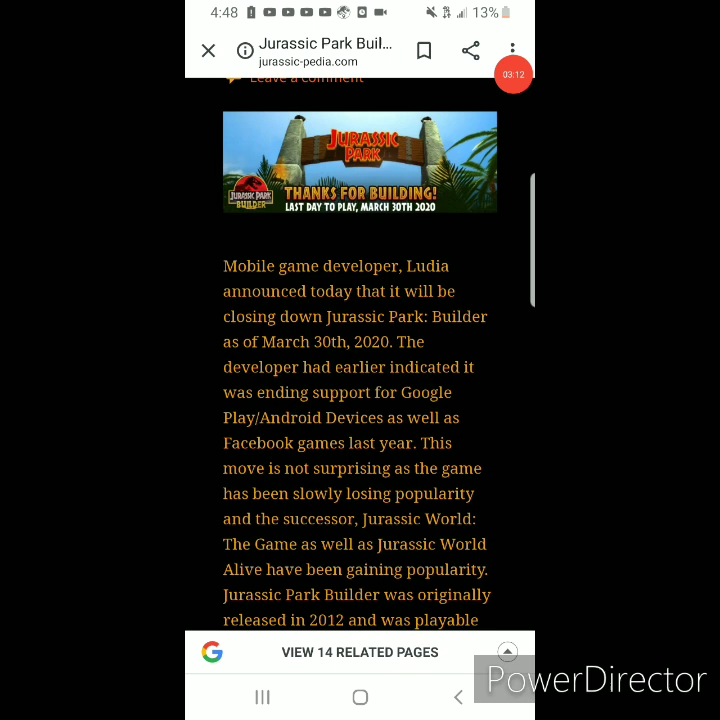 4:48
13%
Jurassic Park Buil...
jurassic-pedia.com
03:12
Leave a comment
JURASSIC
PARK
JURASSIC PARK
BUILDER
THANKS FOR BUILDING!
LAST DAY TO PLAY, MARCH 30TH 2020
Mobile game developer, Ludia
announced today that it will be
closing down Jurassic Park: Builder
as of March 30th, 2020. The
developer had earlier indicated it
was ending support for Google
Play/Android Devices as well as
Facebook games last year. This
move is not surprising as the game
has been slowly losing popularity
and the successor, Jurassic World:
The Game as well as Jurassic World
Alive have been gaining popularity.
Jurassic Park Builder was originally
released in 2012 and was playable
VIEW 14 RELATED PAGES
PowerDirector